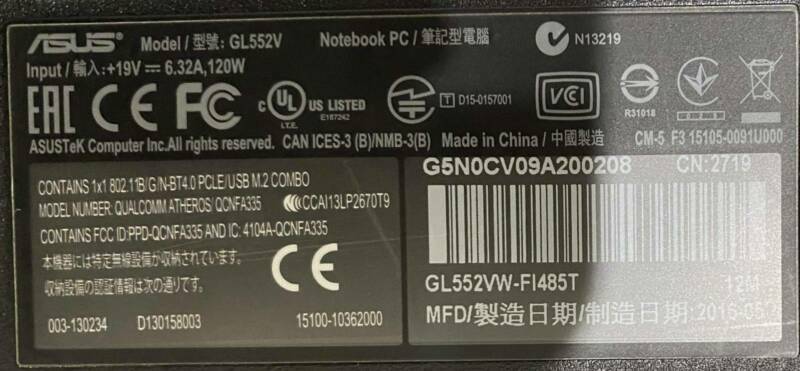 ASUS Model / 型號: GL552V Notebook PC / 筆記型電腦 N13219
Input / 輸入: +19V⎓ 6.32A,120W
EAC CE FC c UL US LISTED I.T.E. E187242 T D15-0157001 VCI R31018
ASUSTeK Computer Inc.All rights reserved. CAN ICES-3 (B)/NMB-3(B) Made in China / 中國製造 CM-5 F3 15105-0091U000
CONTAINS 1x1 802.11B/G/N-BT4.0 PCLE/USB M.2 COMBO
MODEL NUMBER: QUALCOMM ATHEROS/ QCNFA335 CCAI13LP2670T9
CONTAINS FCC ID:PPD-QCNFA335 AND IC: 4104A-QCNFA335
本機器には特定無線設備が収納されています。
収納設備の認証情報は次の通りです。
CE
003-130234 D130158003 15100-10362000
G5N0CV09A200208 CN:2719
GL552VW-FI485T 12M
MFD/製造日期/制造日期: 2016-05